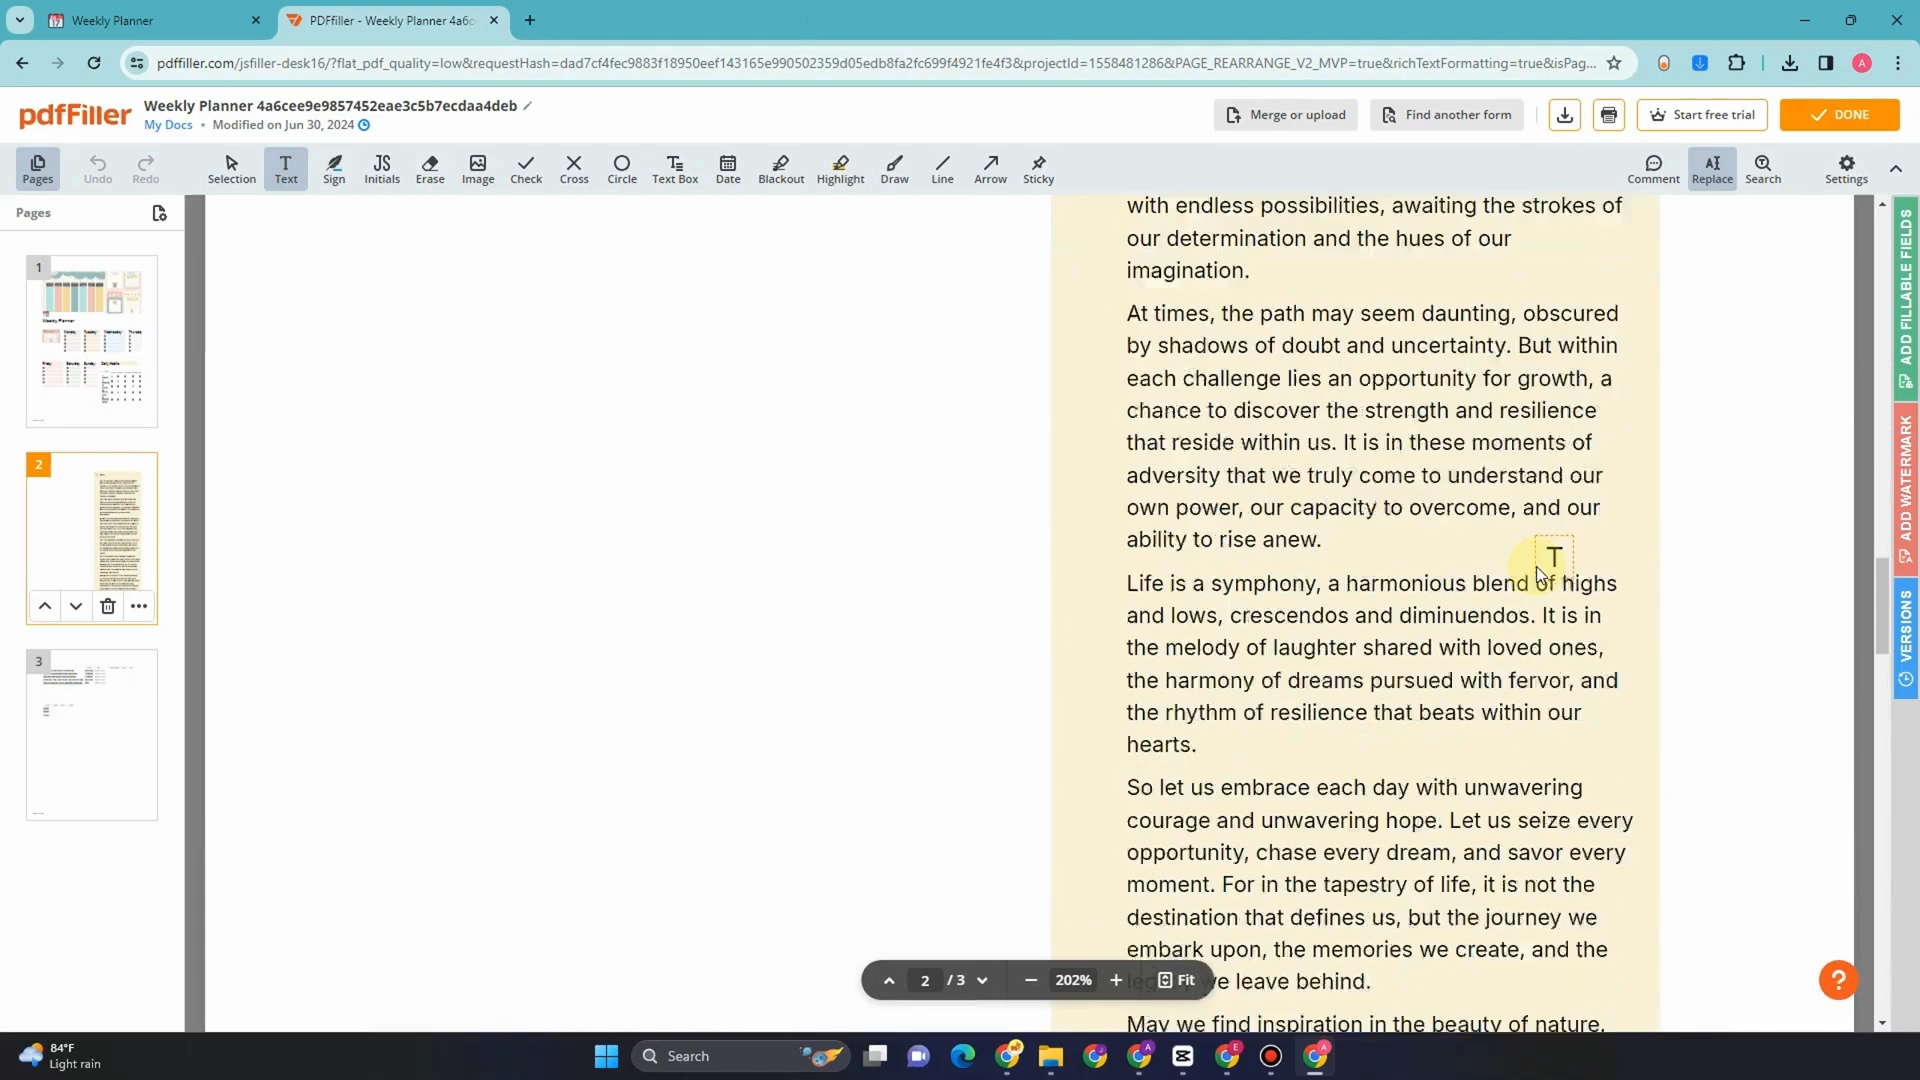 Weekly Planner
PDFfiller - Weekly Planner 4a6c
pdffiller.com/jsfiller-desk16/?flat_pdf_quality=low&requestHash=dad7cf4fec9883f18950eef143165e990502359d05edb8fa2fc699f4921fe4f3&projectId=1558481286&PAGE_REARRANGE_V2_MVP=true&richTextFormatting=true&isPag...
A
pdfFiller
Weekly Planner 4a6cee9e9857452eae3c5b7ecdaa4deb
My Docs • Modified on Jun 30, 2024
Merge or upload
Find another form
Start free trial
DONE
Pages
Undo
Redo
Selection
Text
Sign
Initials
Erase
Image
Check
Cross
Circle
Text Box
Date
Blackout
Highlight
Draw
Line
Arrow
Sticky
Comment
Replace
Search
Settings
Pages
1
Weekly Planner
2
3
with endless possibilities, awaiting the strokes of
our determination and the hues of our
imagination.
At times, the path may seem daunting, obscured
by shadows of doubt and uncertainty. But within
each challenge lies an opportunity for growth, a
chance to discover the strength and resilience
that reside within us. It is in these moments of
adversity that we truly come to understand our
own power, our capacity to overcome, and our
ability to rise anew.
T
Life is a symphony, a harmonious blend of highs
and lows, crescendos and diminuendos. It is in
the melody of laughter shared with loved ones,
the harmony of dreams pursued with fervor, and
the rhythm of resilience that beats within our
hearts.
So let us embrace each day with unwavering
courage and unwavering hope. Let us seize every
opportunity, chase every dream, and savor every
moment. For in the tapestry of life, it is not the
destination that defines us, but the journey we
embark upon, the memories we create, and the
we leave behind.
May we find inspiration in the beauty of nature,
2 / 3
202%
Fit
ADD FILLABLE FIELDS
ADD WATERMARK
VERSIONS
?
84°F
Light rain
Search